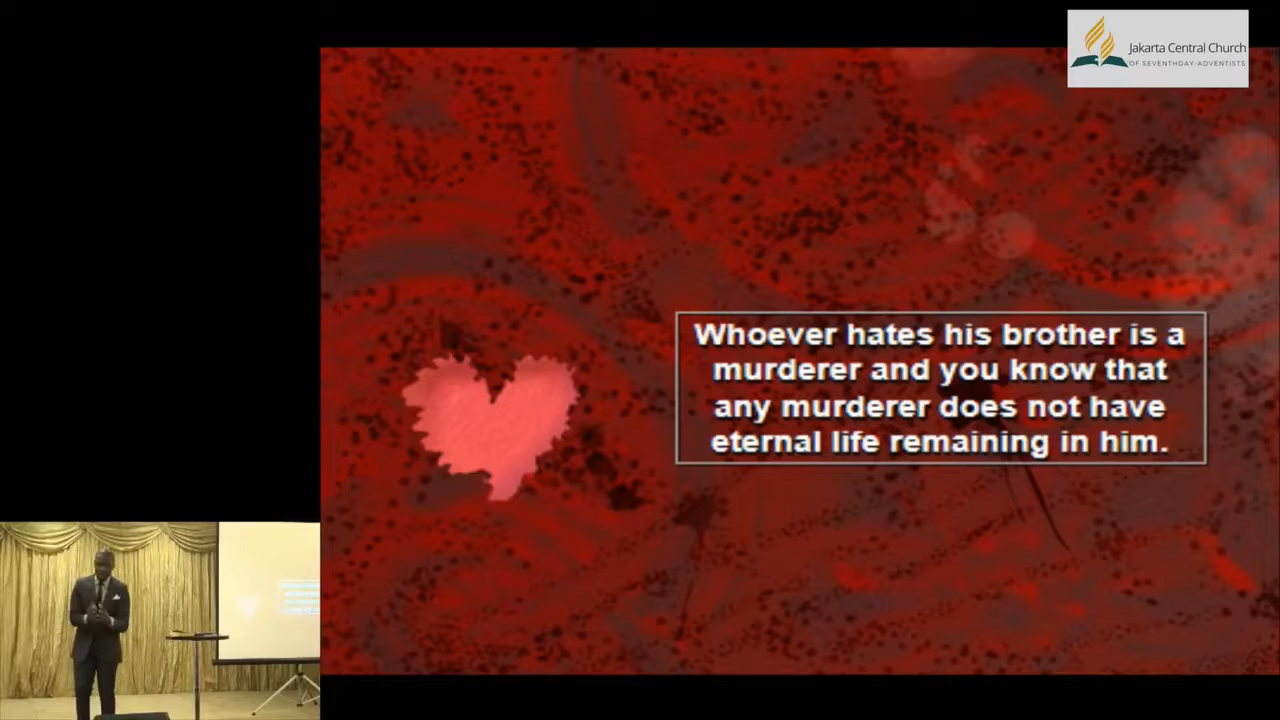 Jakarta Central Church
OF SEVENTHDAY-ADVENTISTS
Whoever hates his brother is a
murderer and you know that
any murderer does not have
eternal life remaining in him.